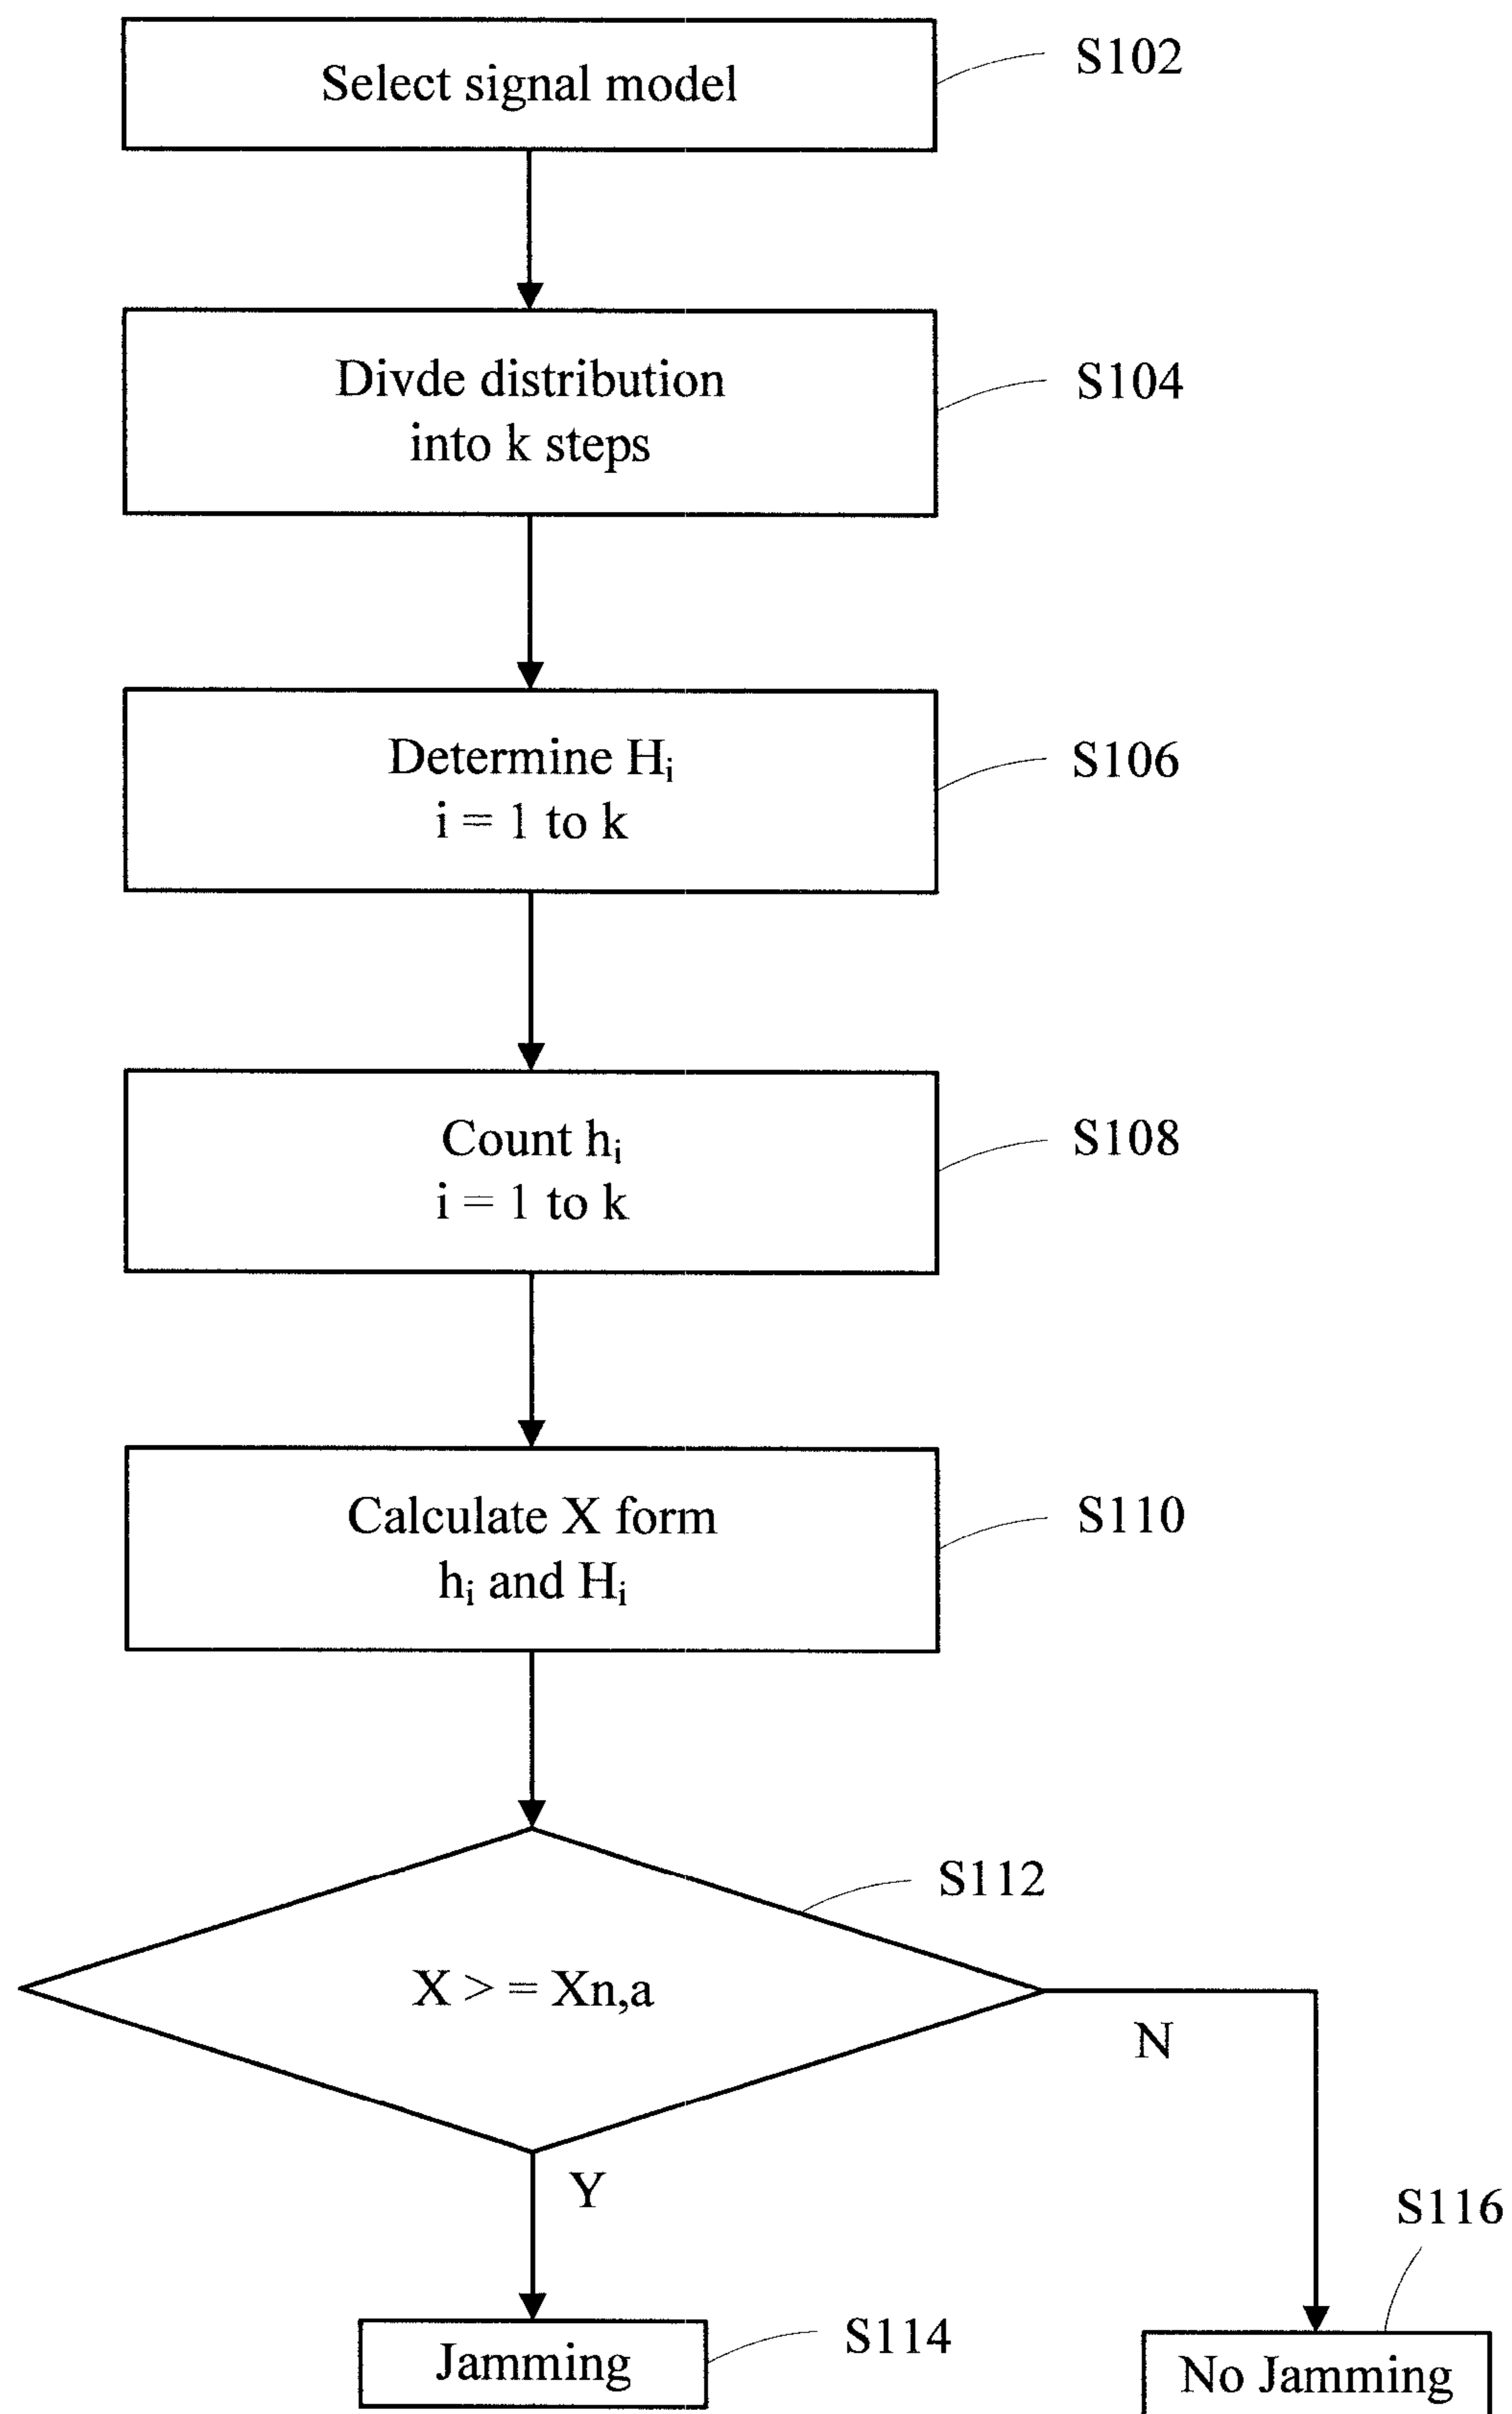 Select signal model
S102
Divde distribution
into k steps
S104
Determine Hi
i = 1 to k
S106
Count hi
i = 1 to k
S108
Calculate X form
hi and Hi
S110
S112
X > = Xn,a
N
Y
S116
Jamming
S114
No Jamming